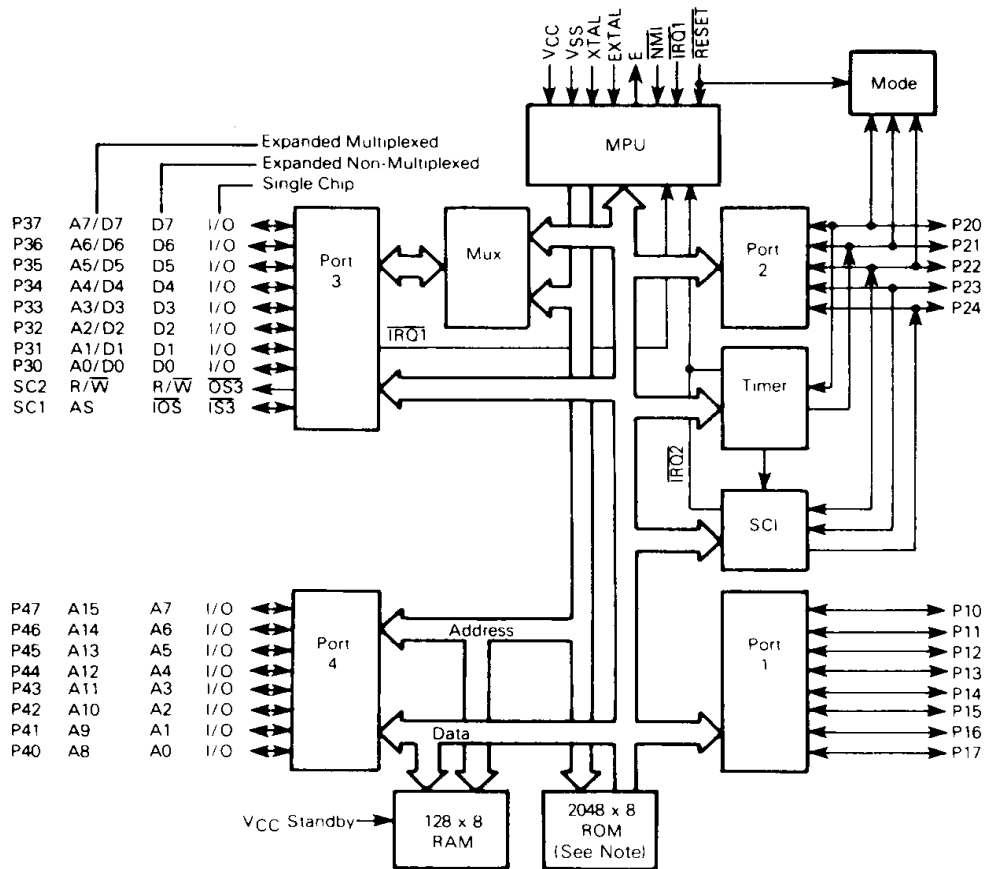 VCC
VSS
XTAL
EXTAL
E
NMI
IRQ1
RESET
Mode
MPU
Expanded Multiplexed
Expanded Non-Multiplexed
Single Chip
P37 A7/D7 D7 I/O
P36 A6/D6 D6 I/O
P35 A5/D5 D5 I/O
P34 A4/D4 D4 I/O
P33 A3/D3 D3 I/O
P32 A2/D2 D2 I/O
P31 A1/D1 D1 I/O
P30 A0/D0 D0 I/O
SC2 R/W R/W OS3
SC1 AS IOS IS3
Port
3
Mux
IRQ1
Port
2
P20
P21
P22
P23
P24
Timer
IRQ2
SCI
P47 A15 A7 I/O
P46 A14 A6 I/O
P45 A13 A5 I/O
P44 A12 A4 I/O
P43 A11 A3 I/O
P42 A10 A2 I/O
P41 A9 A1 I/O
P40 A8 A0 I/O
Port
4
Address
Data
Port
1
P10
P11
P12
P13
P14
P15
P16
P17
VCC Standby
128 x 8
RAM
2048 x 8
ROM
(See Note)